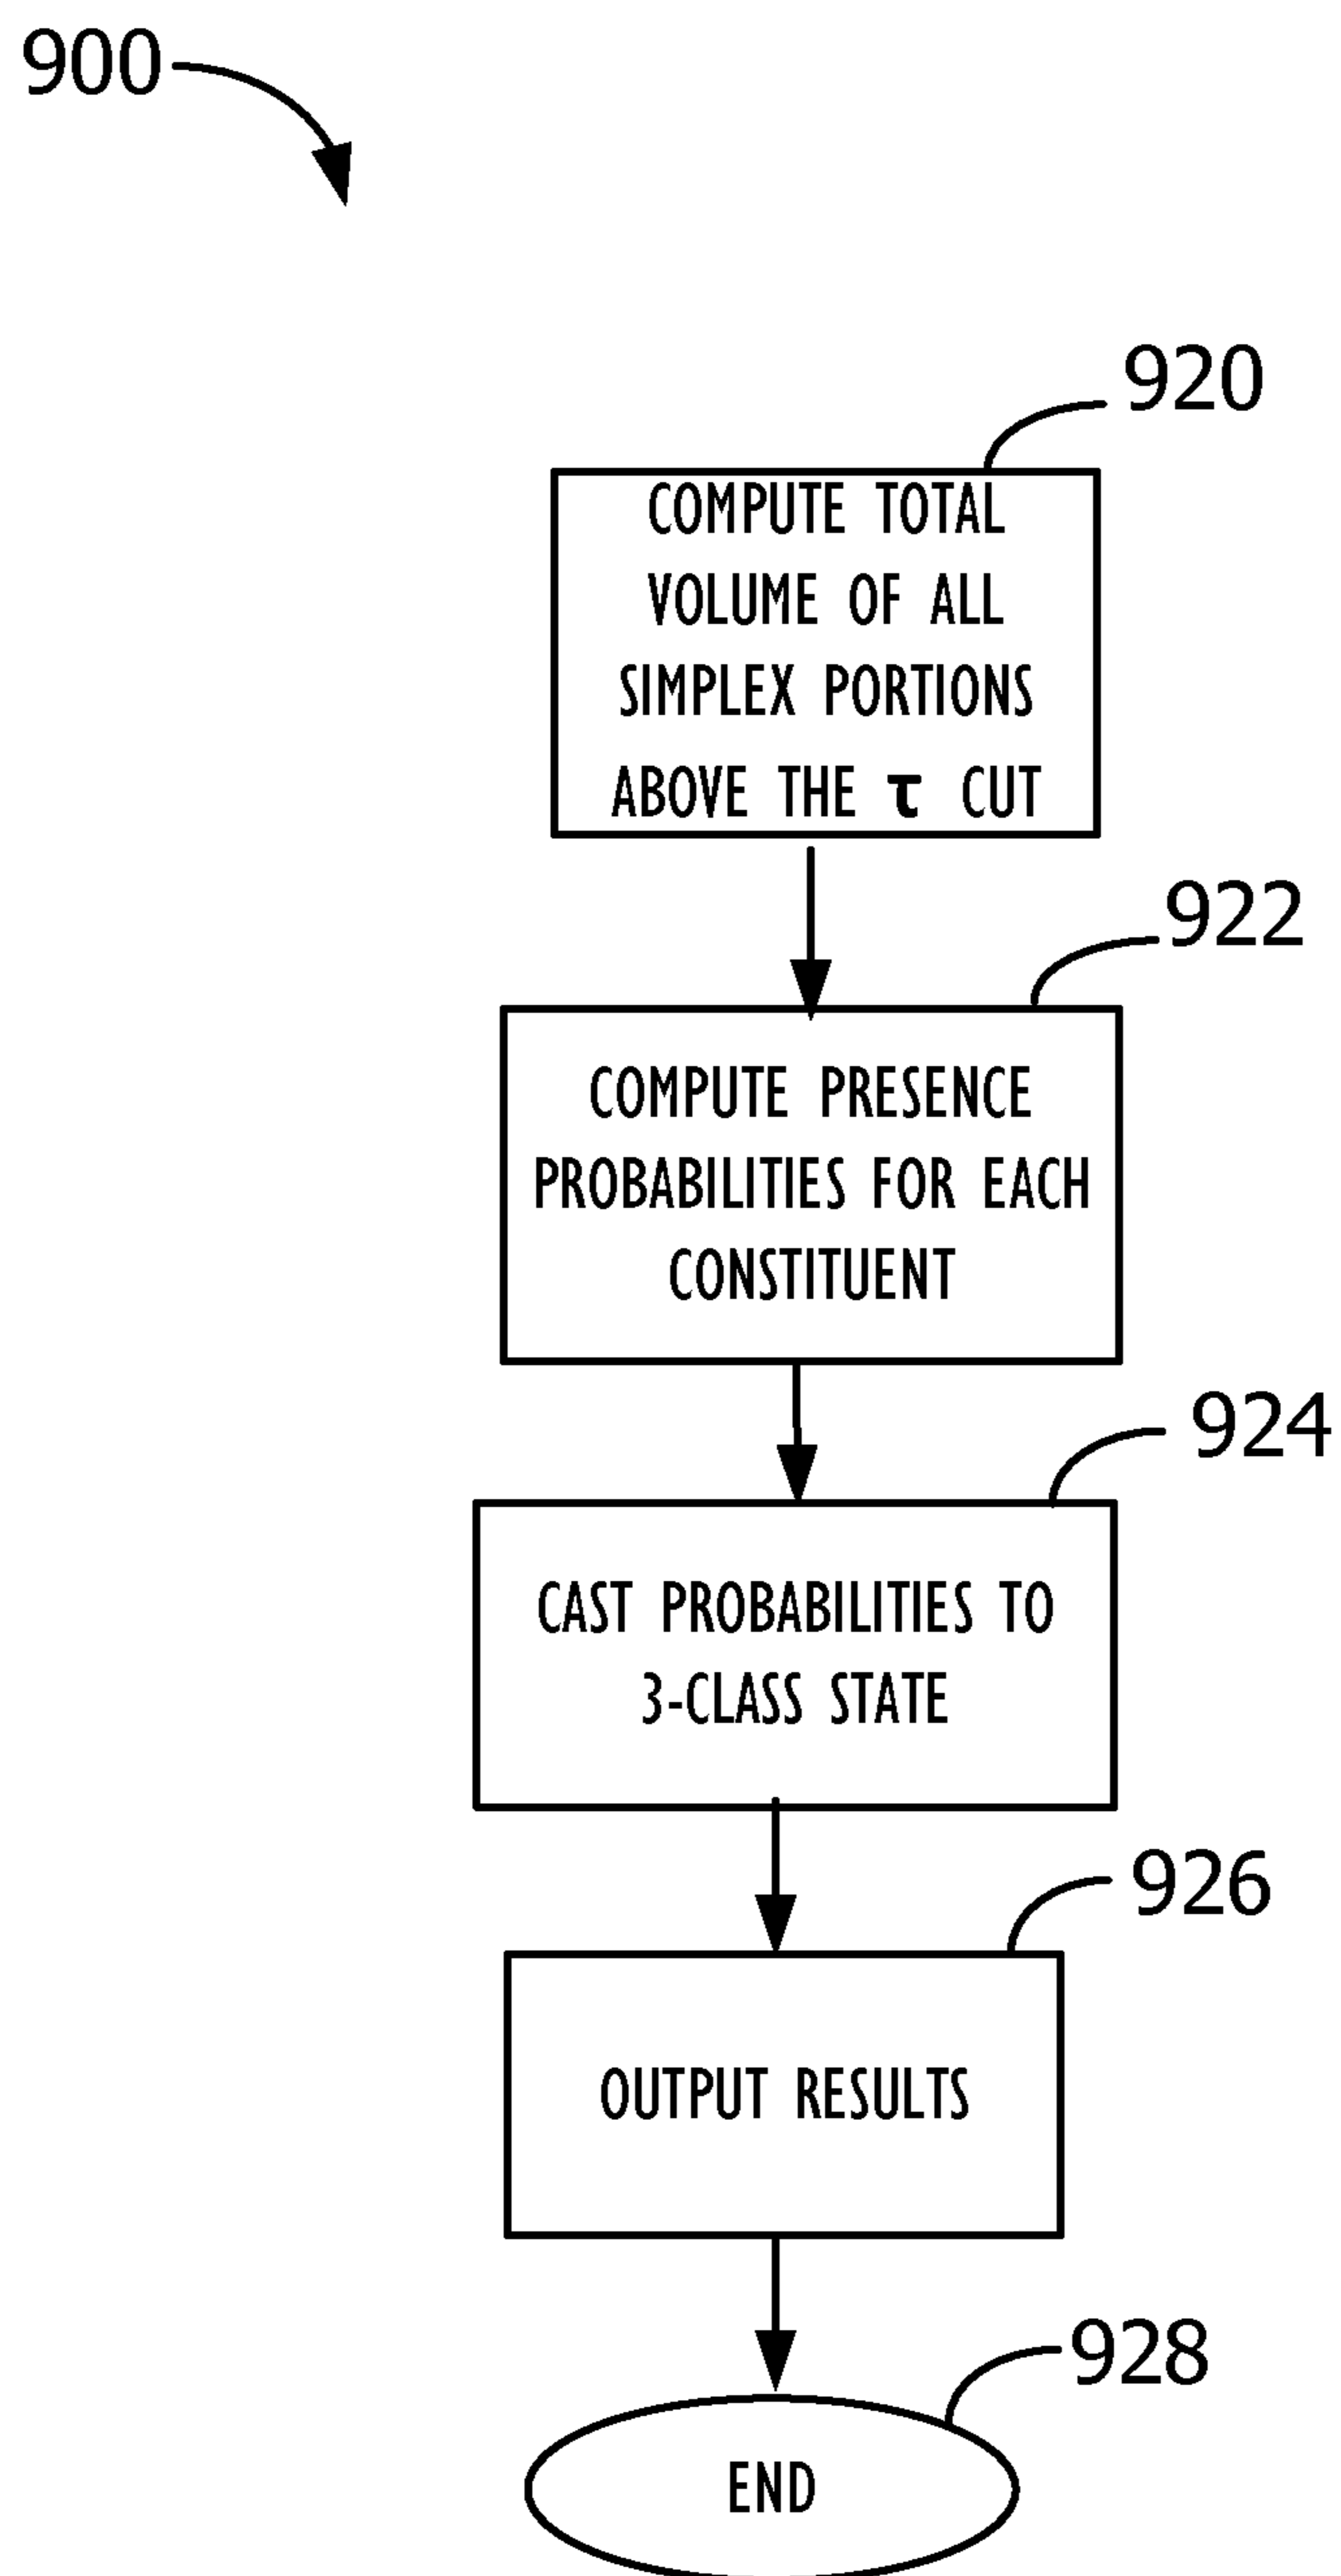 900
920
COMPUTE TOTAL
VOLUME OF ALL
SIMPLEX PORTIONS
ABOVE THE τ CUT
922
COMPUTE PRESENCE
PROBABILITIES FOR EACH
CONSTITUENT
924
CAST PROBABILITIES TO
3-CLASS STATE
926
OUTPUT RESULTS
928
END